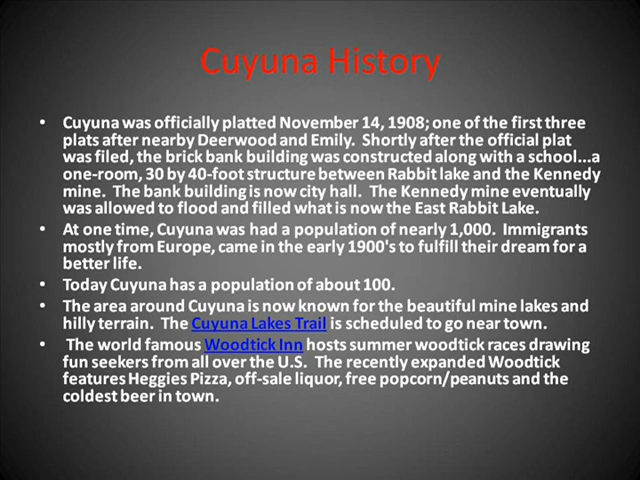 Cuyuna History
• Cuyuna was officially platted November 14, 1908; one of the first three
plats after nearby Deerwood and Emily.  Shortly after the official plat
was filed, the brick bank building was constructed along with a school...a
one-room, 30 by 40-foot structure between Rabbit lake and the Kennedy
mine.  The bank building is now city hall.  The Kennedy mine eventually
was allowed to flood and filled what is now the East Rabbit Lake.
• At one time, Cuyuna was had a population of nearly 1,000.  Immigrants
mostly from Europe, came in the early 1900's to fulfill their dream for a
better life.
• Today Cuyuna has a population of about 100.
• The area around Cuyuna is now known for the beautiful mine lakes and
hilly terrain.  The Cuyuna Lakes Trail is scheduled to go near town.
• The world famous Woodtick Inn hosts summer woodtick races drawing
fun seekers from all over the U.S.  The recently expanded Woodtick
features Heggies Pizza, off-sale liquor, free popcorn/peanuts and the
coldest beer in town.